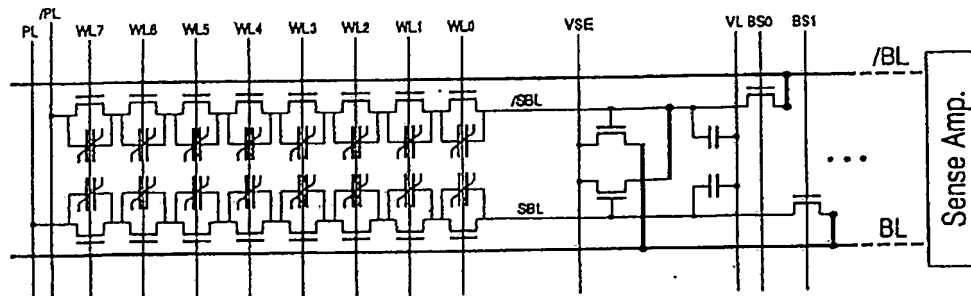 /PL
PL WL7 WL6 WL5 WL4 WL3 WL2 WL1 WL0 VSE VL BS0 BS1
/BL
/SBL
SBL
BL
Sense Amp.